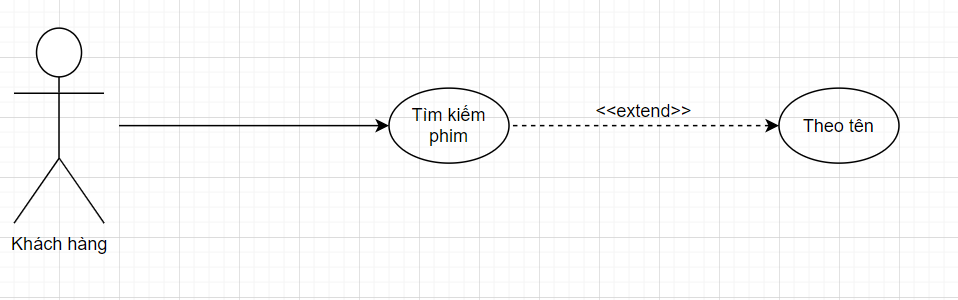 Tìm kiếm
phim
<<extend>>
Theo tên
Khách hàng